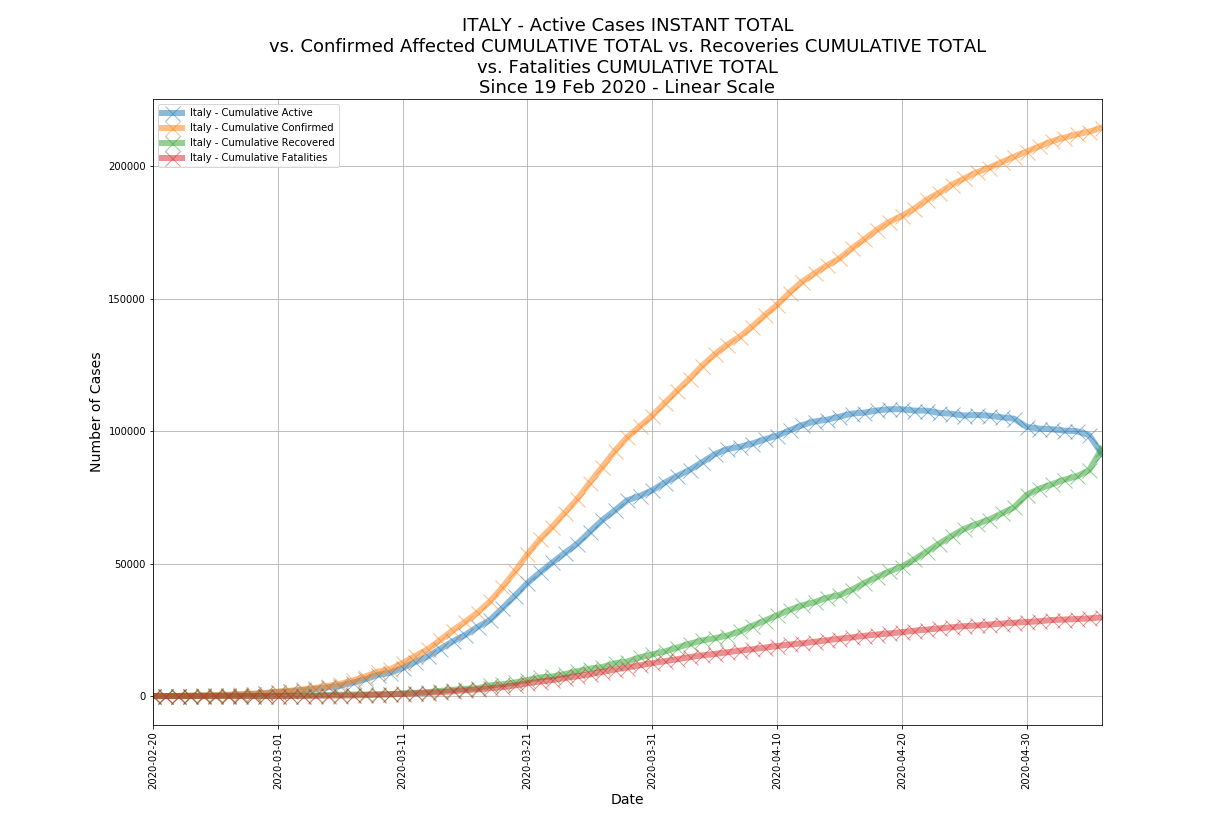 ITALY - Active Cases INSTANT TOTAL
vs. Confirmed Affected CUMULATIVE TOTAL vs. Recoveries CUMULATIVE TOTAL
vs. Fatalities CUMULATIVE TOTAL
Since 19 Feb 2020 - Linear Scale
Italy - Cumulative Active
Italy - Cumulative Confirmed
Italy - Cumulative Recovered
Italy - Cumulative Fatalities
200000
150000
100000
50000
0
Number of Cases
2020-02-20
2020-03-01
2020-03-11
2020-03-21
2020-03-31
2020-04-10
2020-04-20
2020-04-30
Date